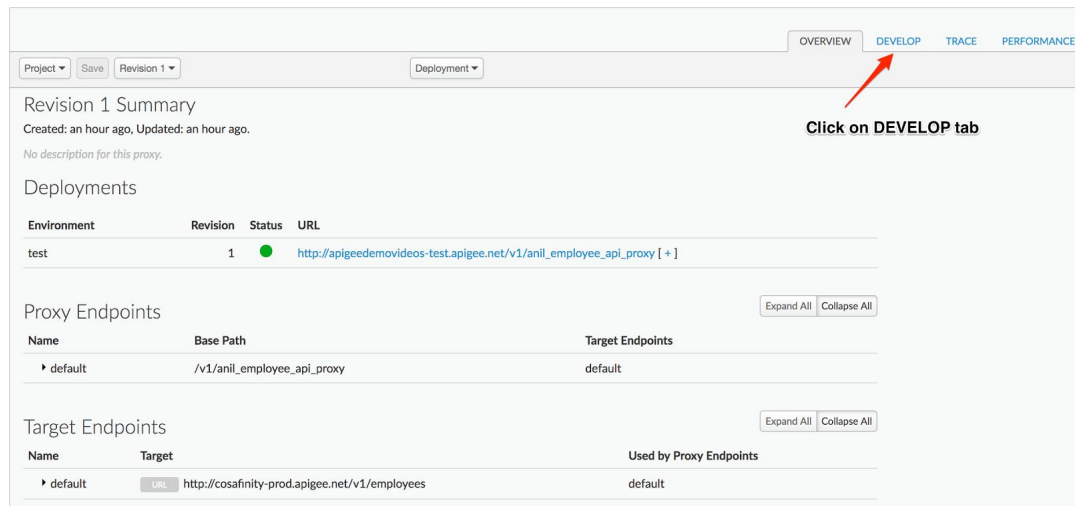 OVERVIEW DEVELOP TRACE PERFORMANCE
Project Save Revision 1 Deployment
Revision 1 Summary
Created: an hour ago, Updated: an hour ago.
Click on DEVELOP tab
No description for this proxy.
Deployments
Environment Revision Status URL
test 1 http://apigeedemovideos-test.apigee.net/v1/anil_employee_api_proxy [ + ]
Proxy Endpoints Expand All Collapse All
Name Base Path Target Endpoints
default /v1/anil_employee_api_proxy default
Target Endpoints Expand All Collapse All
Name Target Used by Proxy Endpoints
default URL http://cosafinity-prod.apigee.net/v1/employees default